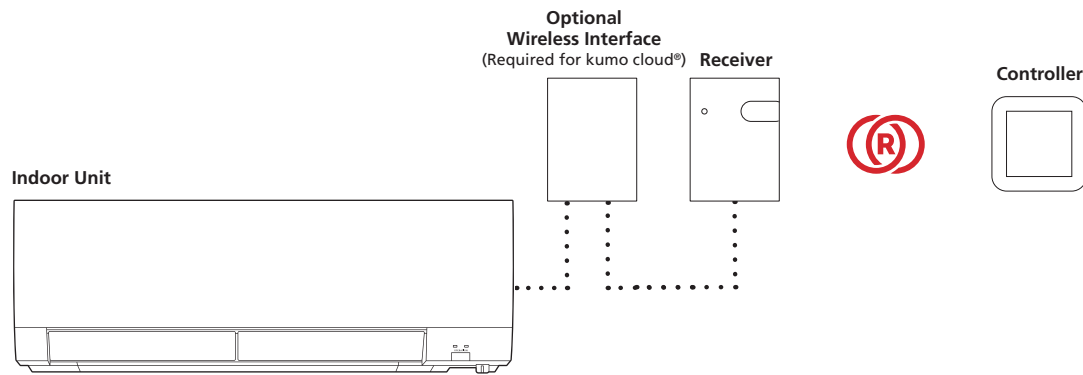 Optional
Wireless Interface
(Required for kumo cloud®)
Receiver
Controller
R
Indoor Unit